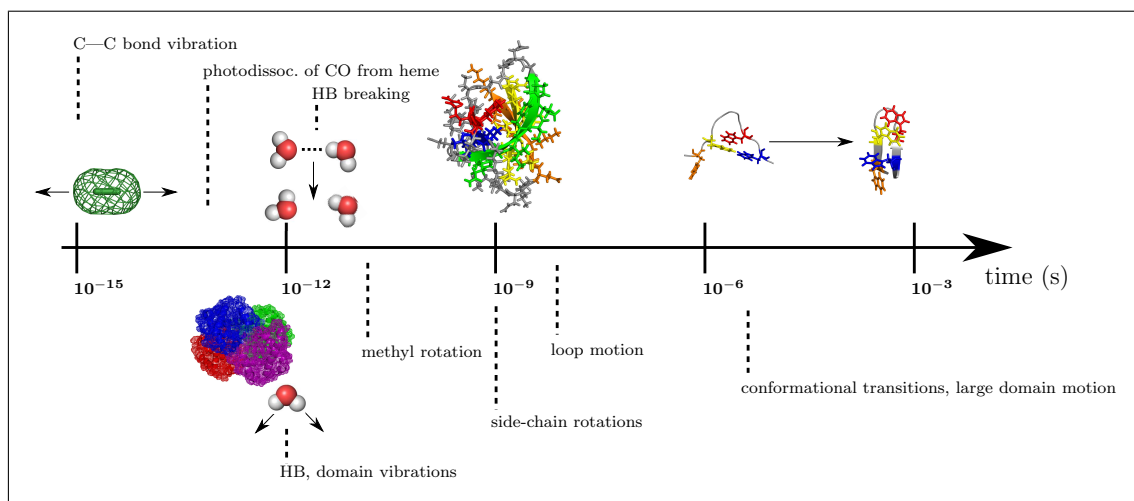 C—C bond vibration
photodissoc. of CO from heme
HB breaking
10⁻¹⁵
10⁻¹²
10⁻⁹
10⁻⁶
10⁻³
time (s)
methyl rotation
loop motion
conformational transitions, large domain motion
side-chain rotations
HB, domain vibrations